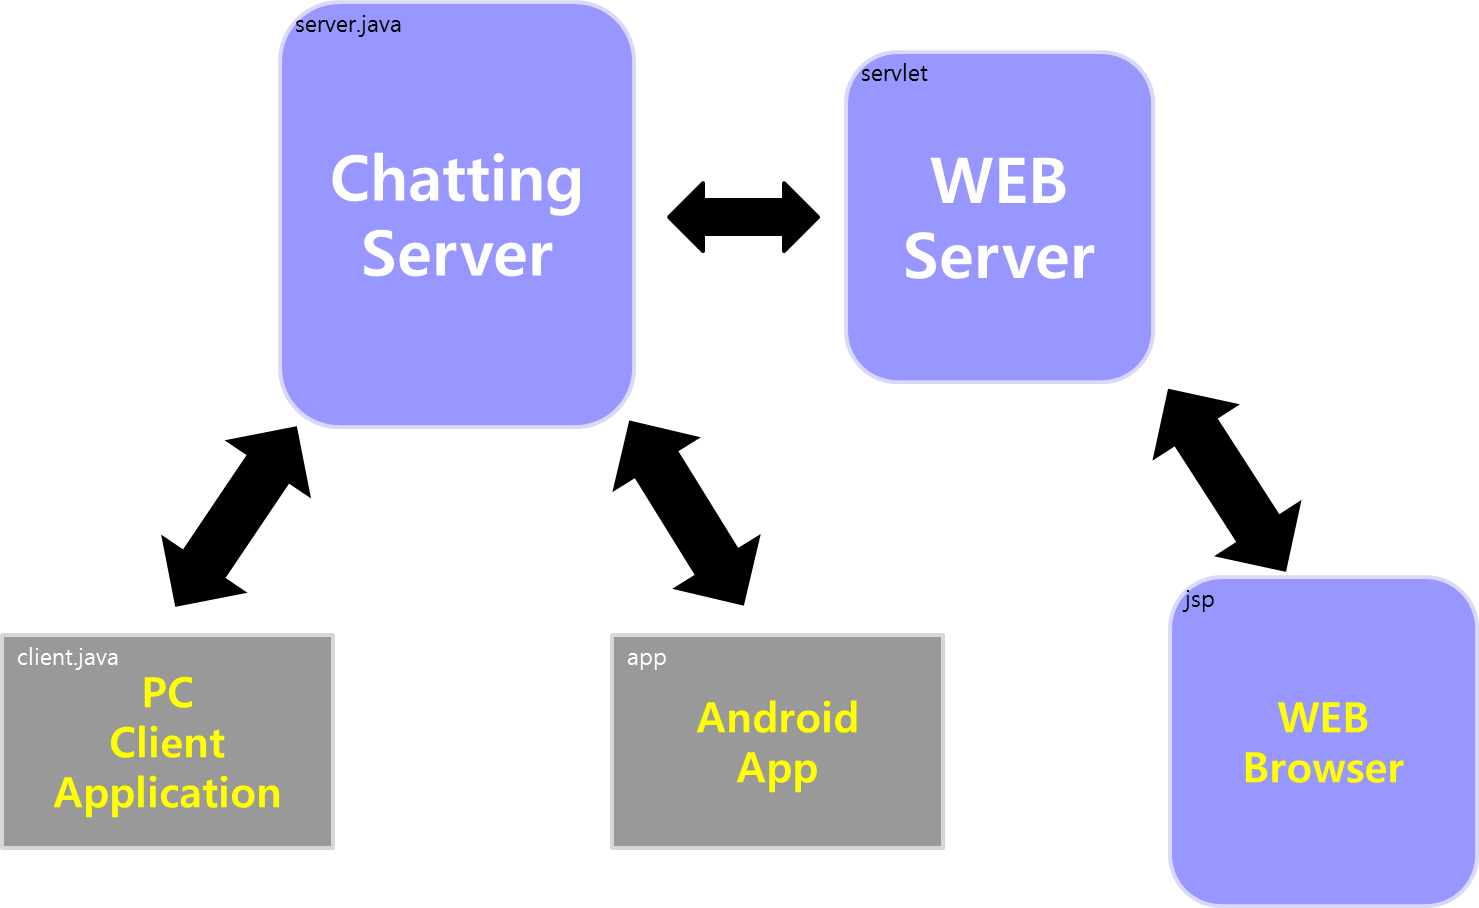 server.java
Chatting
Server
servlet
WEB
Server
client.java
PC
Client
Application
app
Android
App
jsp
WEB
Browser